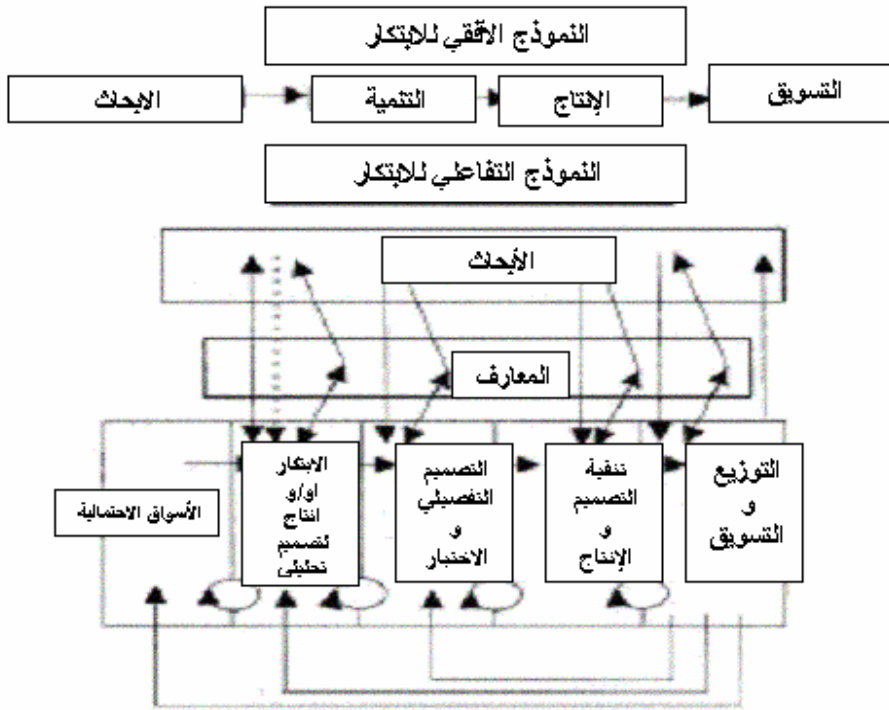 النموذج الأفقي للابتكار
الابحاث
التنمية
الإنتاج
التسويق
النموذج التفاعلي للابتكار
الأبحاث
المعارف
الأسواق الاحتمالية
الابتكار
او/و
انتاج
لتصميم
تحليلي
التصميم
التفصيلي
و
الاختبار
تنقية
التصميم
و
الإنتاج
التوزيع
و
التسويق